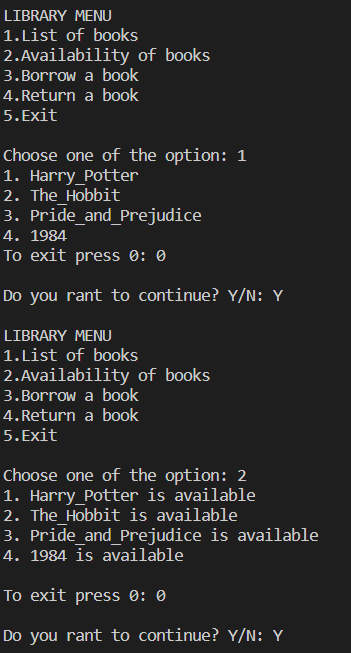 LIBRARY MENU
1.List of books
2.Availability of books
3.Borrow a book
4.Return a book
5.Exit
Choose one of the option: 1
1. Harry_Potter
2. The_Hobbit
3. Pride_and_Prejudice
4. 1984
To exit press 0: 0
Do you rant to continue? Y/N: Y
LIBRARY MENU
1.List of books
2.Availability of books
3.Borrow a book
4.Return a book
5.Exit
Choose one of the option: 2
1. Harry_Potter is available
2. The_Hobbit is available
3. Pride_and_Prejudice is available
4. 1984 is available
To exit press 0: 0
Do you rant to continue? Y/N: Y